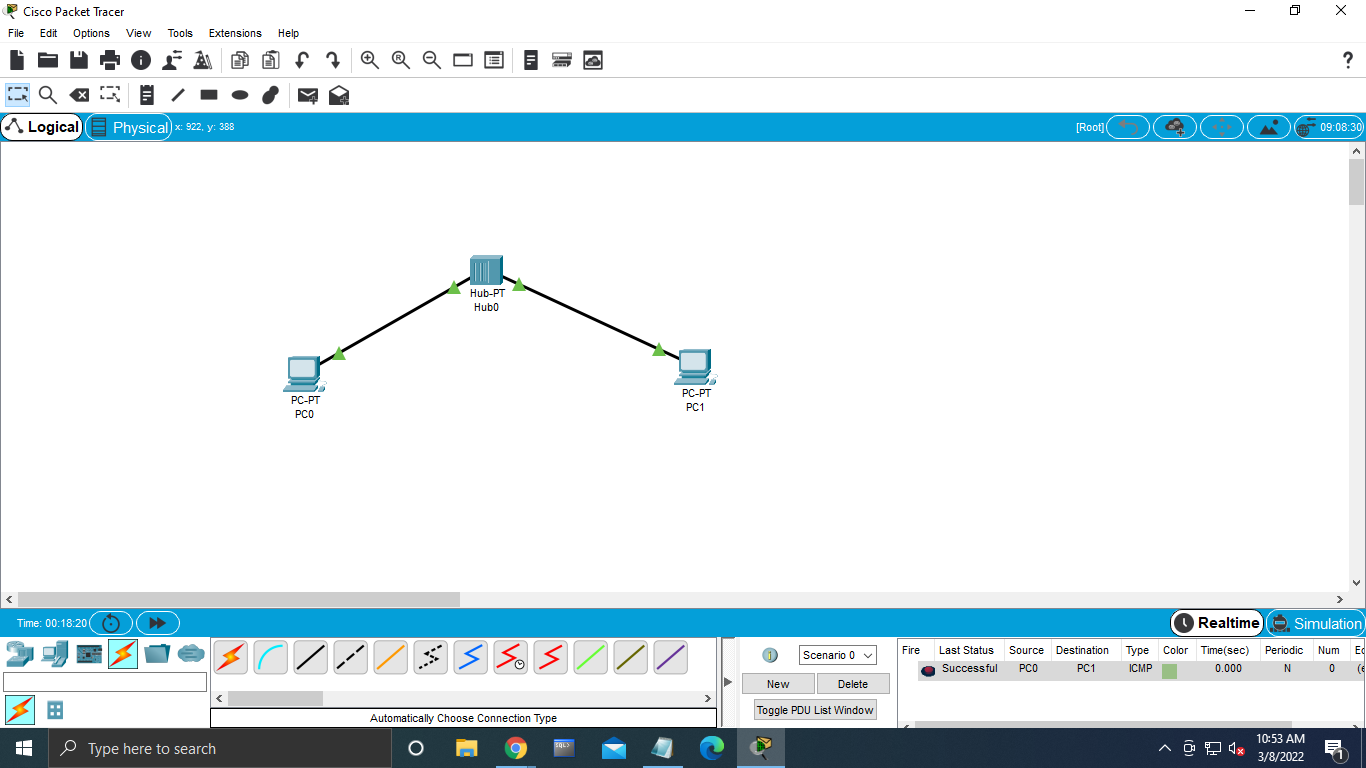 Cisco Packet Tracer
File Edit Options View Tools Extensions Help
Logical Physical x: 922, y: 388 [Root] 09:08:30
Hub-PT
Hub0
PC-PT
PC0
PC-PT
PC1
Time: 00:18:20 Realtime Simulation
Scenario 0
New Delete
Toggle PDU List Window
Fire Last Status Source Destination Type Color Time(sec) Periodic Num
Successful PC0 PC1 ICMP 0.000 N 0
Automatically Choose Connection Type
Type here to search
10:53 AM
3/8/2022
1